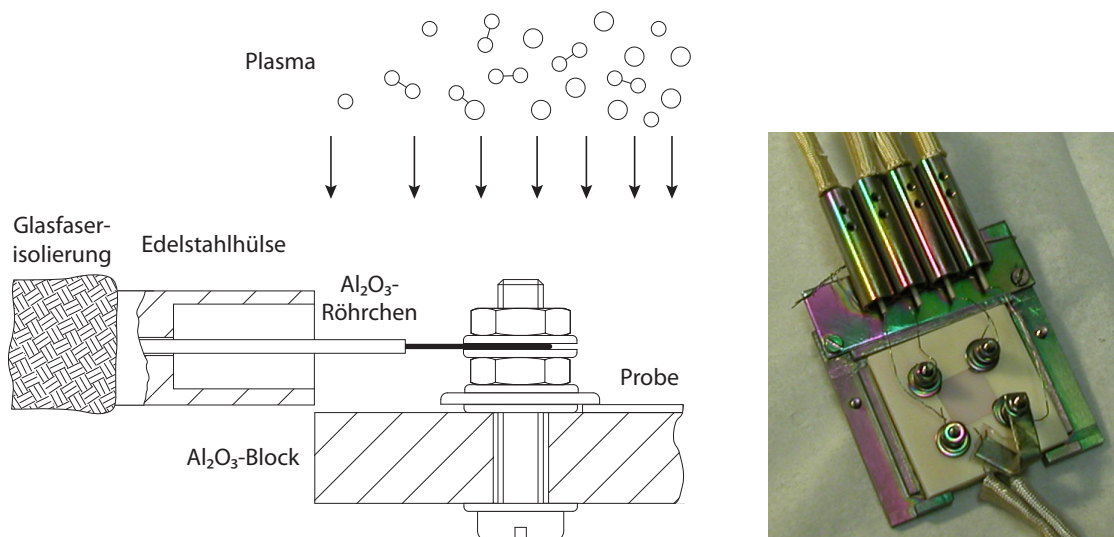 Plasma
Glasfaser-
isolierung
Edelstahlhülse
Al₂O₃-
Röhrchen
Probe
Al₂O₃-Block